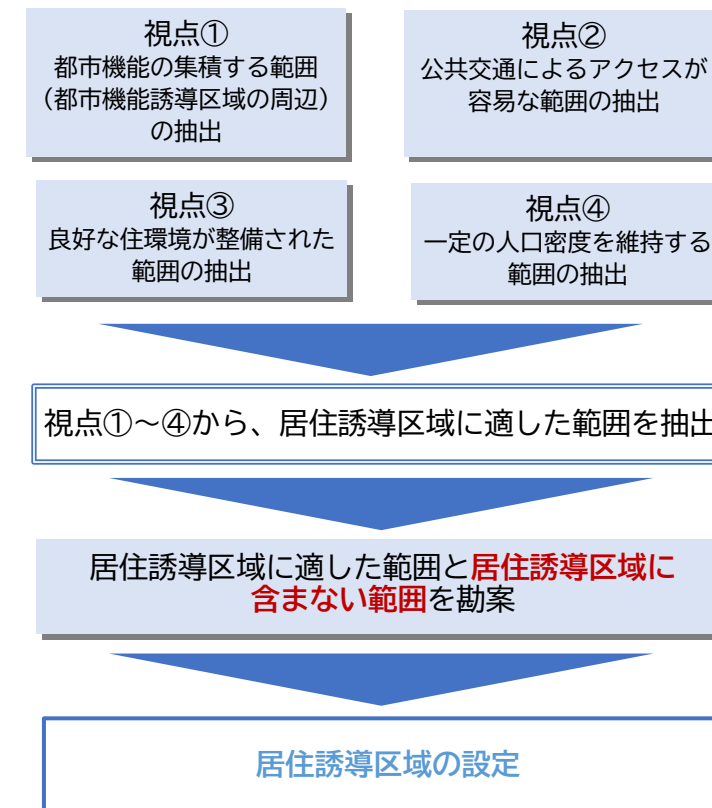 視点①
都市機能の集積する範囲
（都市機能誘導区域の周辺）
の抽出
視点②
公共交通によるアクセスが
容易な範囲の抽出
視点③
良好な住環境が整備された
範囲の抽出
視点④
一定の人口密度を維持する
範囲の抽出
視点①～④から、居住誘導区域に適した範囲を抽出
居住誘導区域に適した範囲と居住誘導区域に
含まない範囲を勘案
居住誘導区域の設定